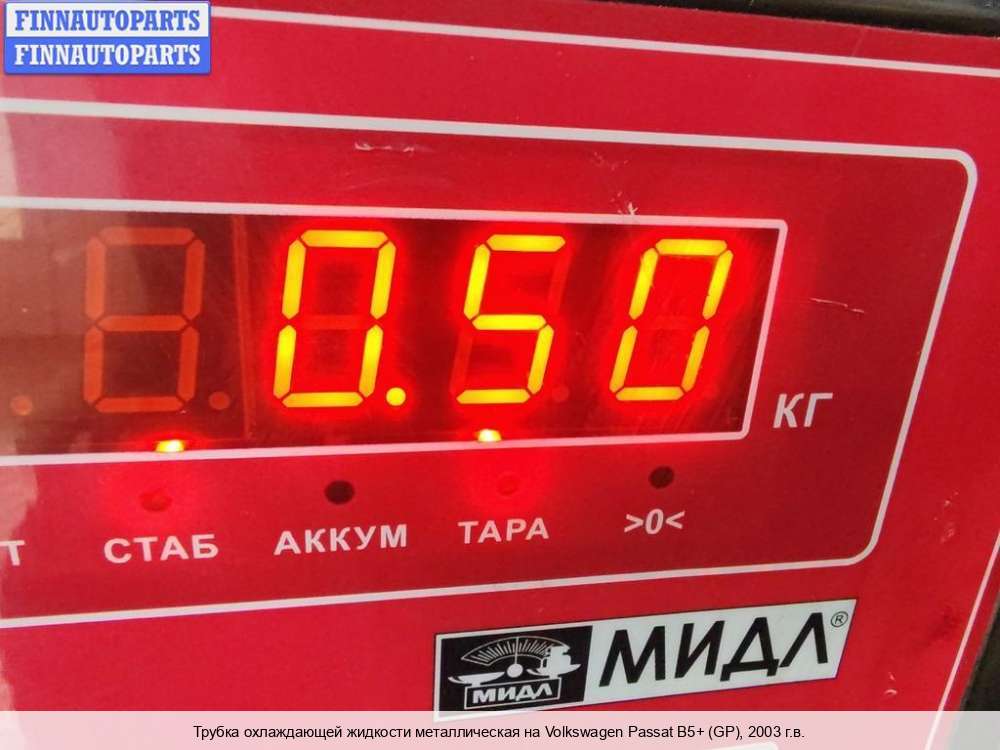 FINNAUTOPARTS
FINNAUTOPARTS
0.50
КГ
Т СТАБ АККУМ ТАРА >0<
МИДЛ МИДЛ®
Трубка охлаждающей жидкости металлическая на Volkswagen Passat B5+ (GP), 2003 г.в.